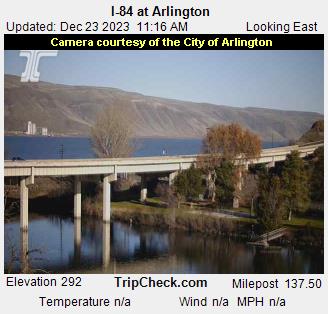 I-84 at Arlington
Updated: Dec 23 2023 11:16 AM Looking East
Camera courtesy of the City of Arlington
Elevation 292 TripCheck.com Milepost 137.50
Temperature n/a Wind n/a MPH n/a